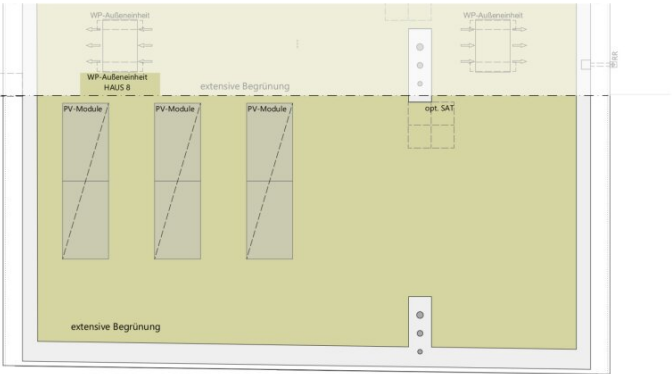 WP-Außeneinheit
WP-Außeneinheit
WP-Außeneinheit
HAUS 8
extensive Begrünung
PV-Module
PV-Module
PV-Module
opt. SAT
extensive Begrünung